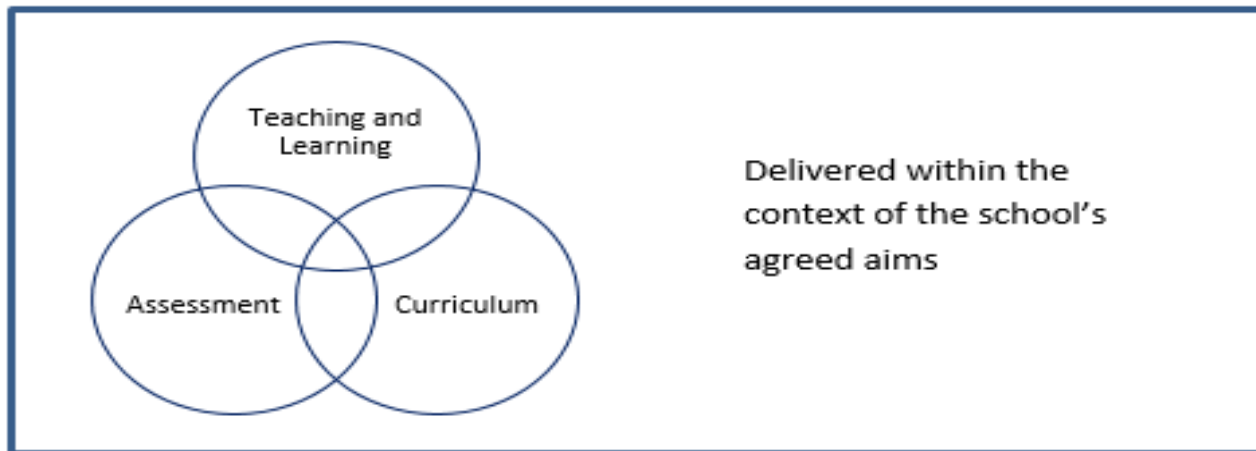 Teaching and
Learning
Assessment
Curriculum
Delivered within the
context of the school's
agreed aims